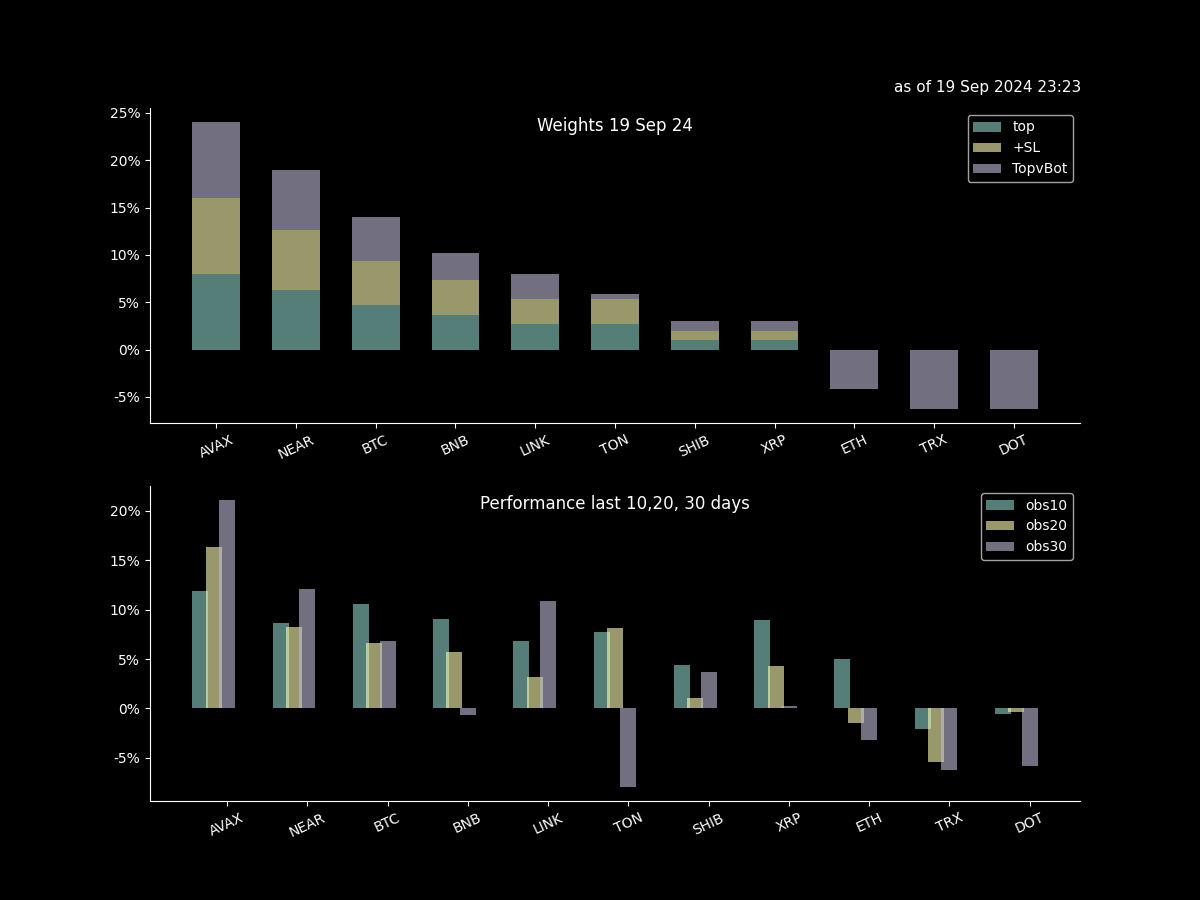 as of 19 Sep 2024 23:23
Weights 19 Sep 24
25%
20%
15%
10%
5%
0%
-5%
top
+SL
TopvBot
AVAX NEAR BTC BNB LINK TON SHIB XRP ETH TRX DOT
Performance last 10,20, 30 days
20%
15%
10%
5%
0%
-5%
obs10
obs20
obs30
AVAX NEAR BTC BNB LINK TON SHIB XRP ETH TRX DOT